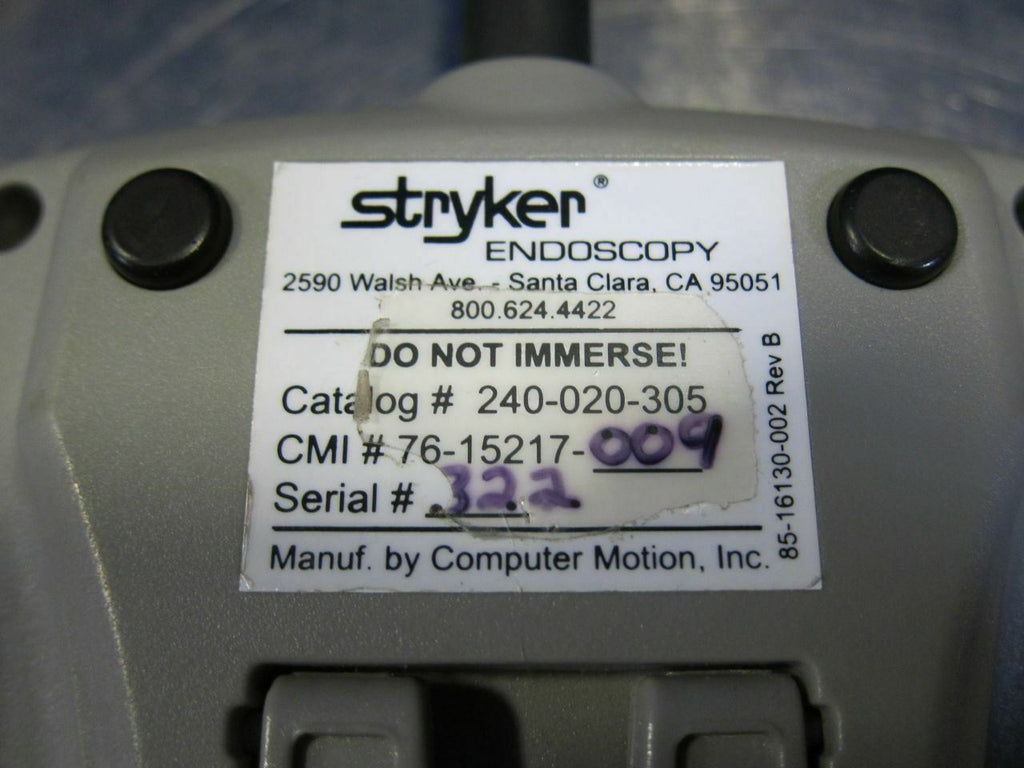 stryker®
ENDOSCOPY
2590 Walsh Ave. - Santa Clara, CA 95051
800.624.4422
DO NOT IMMERSE!
Catalog # 240-020-305
CMI # 76-15217-009
Serial # 322
Manuf. by Computer Motion, Inc.
85-16130-002 Rev B